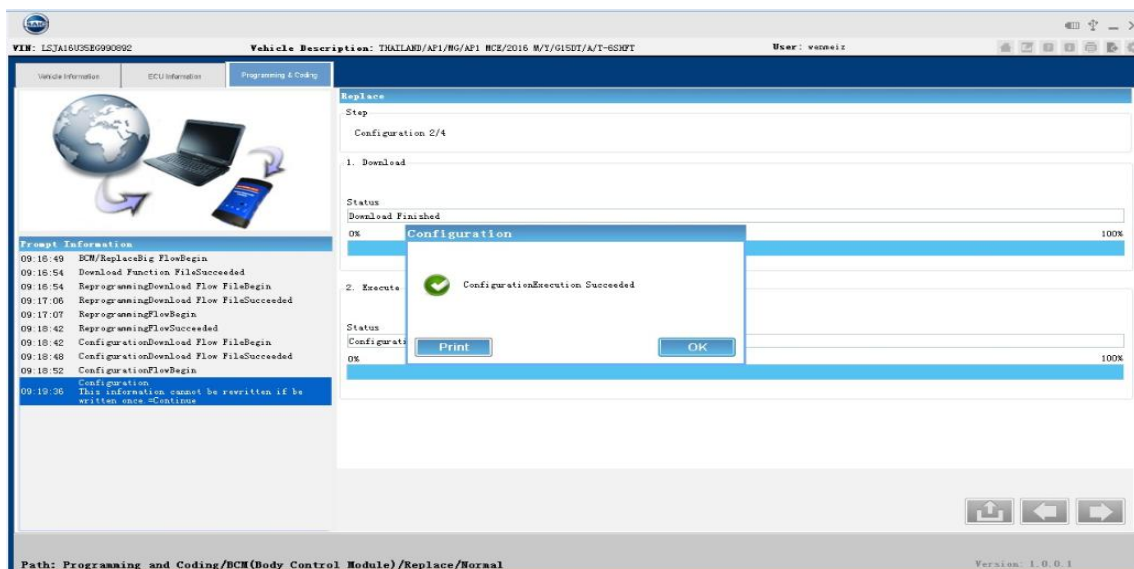 VIN: LSJA16U35EG990892 Vehicle Description: THAILAND/AP1/MG/AP1 MCE/2016 M/Y/G15DT/A/T-6SHFT User: wenmeiz
Vehicle Information ECU Information Programming & Coding
Replace
Step
Configuration 2/4
1. Download
Status
Download Finished
0% 100%
Configuration
ConfigurationExecution Succeeded
Print OK
2. Execute
Status
Configurati
0% 100%
Prompt Information
09:16:49 BCM/ReplaceBig FlowBegin
09:16:54 Download Function FileSucceeded
09:16:54 ReprogrammingDownload Flow FileBegin
09:17:06 ReprogrammingDownload Flow FileSucceeded
09:17:07 ReprogrammingFlowBegin
09:18:42 ReprogrammingFlowSucceeded
09:18:42 ConfigurationDownload Flow FileBegin
09:18:48 ConfigurationDownload Flow FileSucceeded
09:18:52 ConfigurationFlowBegin
Configuration
09:19:36 This information cannot be rewritten if be
written once.=Continue
Path: Programming and Coding/BCM(Body Control Module)/Replace/Normal Version: 1.0.0.1